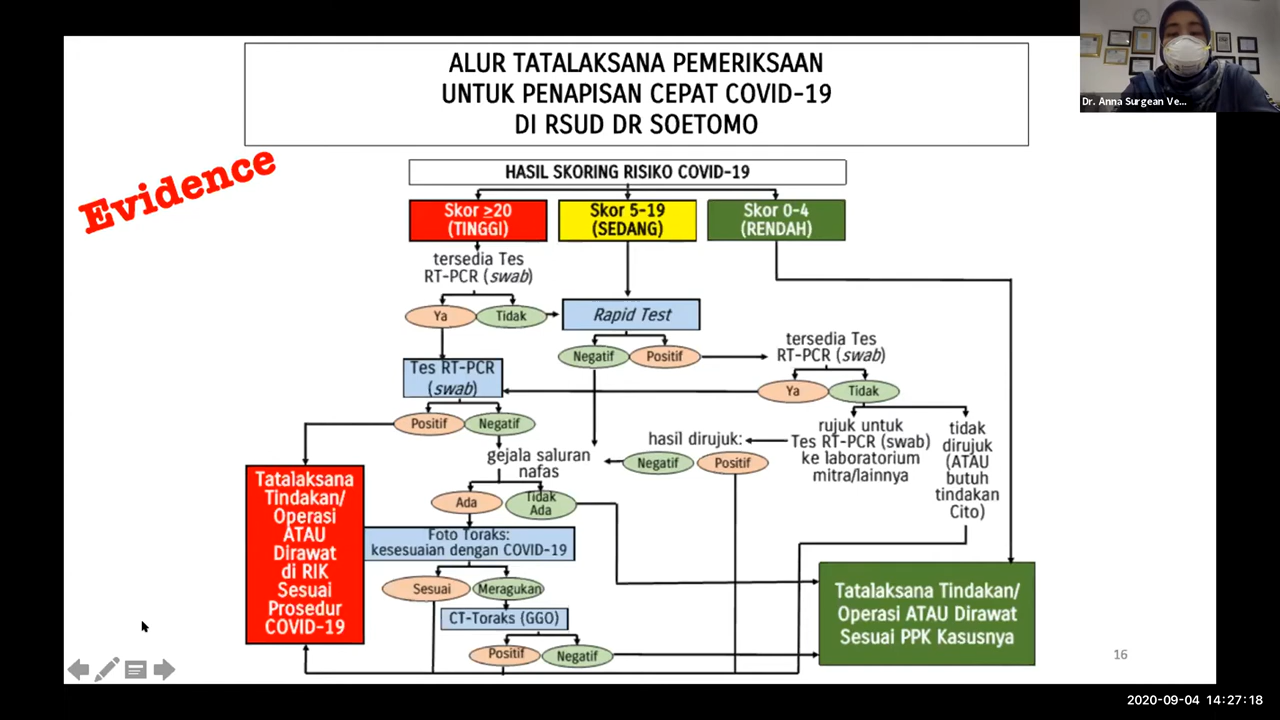 ALUR TATALAKSANA PEMERIKSAAN
UNTUK PENAPISAN CEPAT COVID-19
DI RSUD DR SOETOMO
Dr. Anna Surgean Ve...
Evidence
HASIL SKORING RISIKO COVID-19
Skor ≥20
(TINGGI)
Skor 5-19
(SEDANG)
Skor 0-4
(RENDAH)
tersedia Tes
RT-PCR (swab)
Ya
Tidak
Rapid Test
Negatif
Positif
tersedia Tes
RT-PCR (swab)
Ya
Tidak
Tes RT-PCR
(swab)
Positif
Negatif
rujuk untuk
Tes RT-PCR (swab)
ke laboratorium
mitra/lainnya
tidak
dirujuk
(ATAU
butuh
tindakan
Cito)
hasil dirujuk:
Negatif
Positif
gejala saluran
nafas
Ada
Tidak
Ada
Tatalaksana
Tindakan/
Operasi
ATAU
Dirawat
di RIK
Sesuai
Prosedur
COVID-19
Foto Toraks:
kesesuaian dengan COVID-19
Sesuai
Meragukan
CT-Toraks (GGO)
Positif
Negatif
Tatalaksana Tindakan/
Operasi ATAU Dirawat
Sesuai PPK Kasusnya
16
2020-09-04 14:27:18